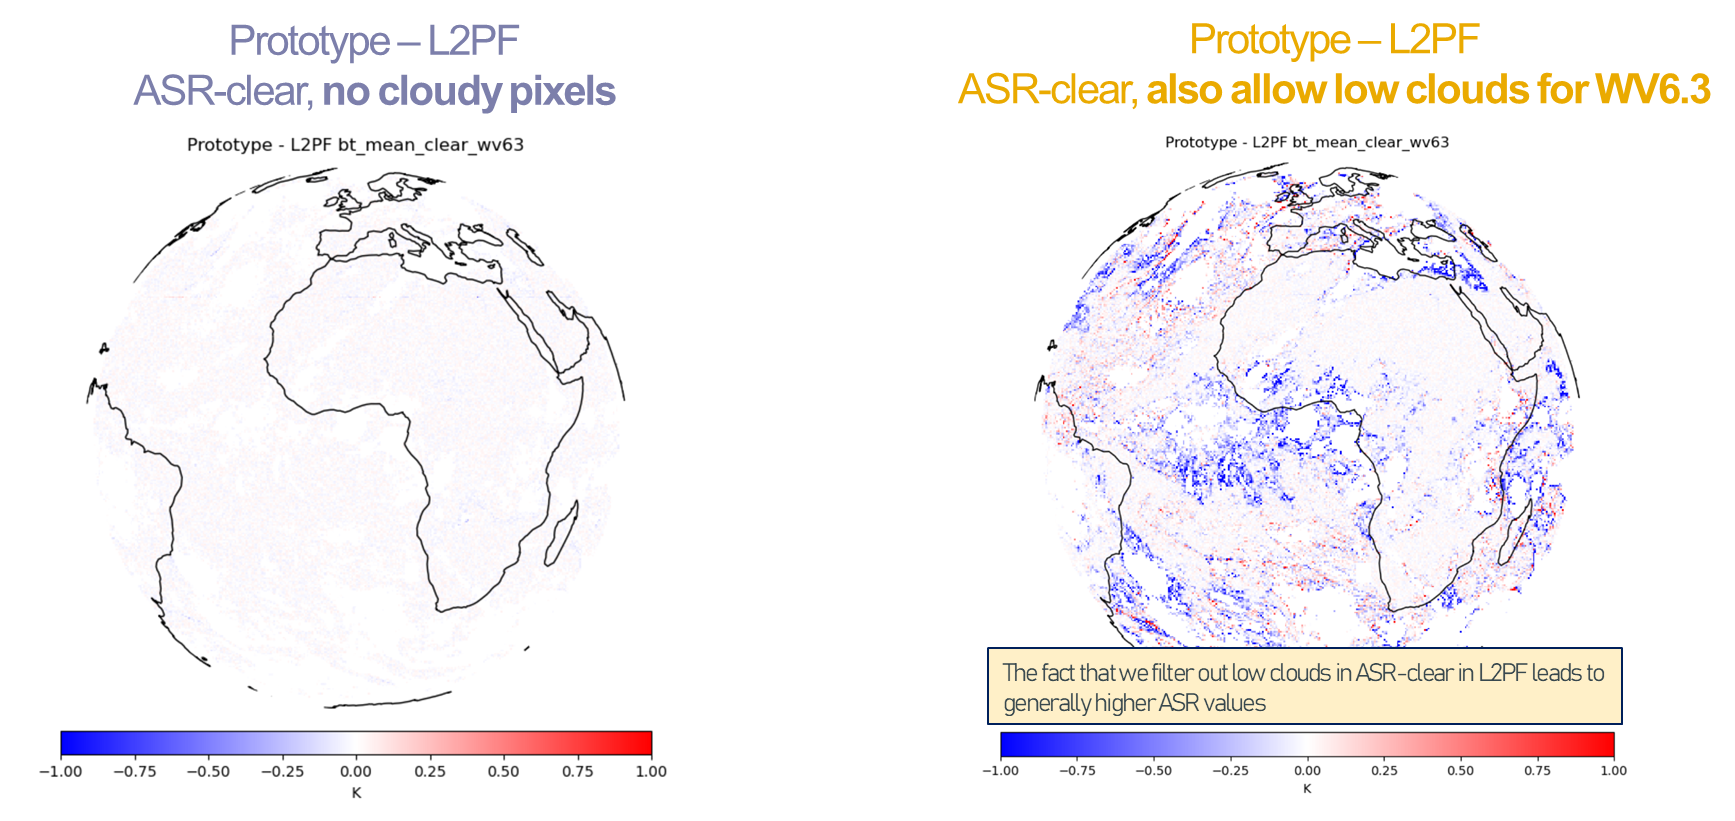 Prototype – L2PF
ASR-clear, no cloudy pixels
Prototype - L2PF bt_mean_clear_wv63
−1.00 −0.75 −0.50 −0.25 0.00 0.25 0.50 0.75 1.00
K
Prototype – L2PF
ASR-clear, also allow low clouds for WV6.3
Prototype - L2PF bt_mean_clear_wv63
The fact that we filter out low clouds in ASR-clear in L2PF leads to
generally higher ASR values
−1.00 −0.75 −0.50 −0.25 0.00 0.25 0.50 0.75 1.00
K